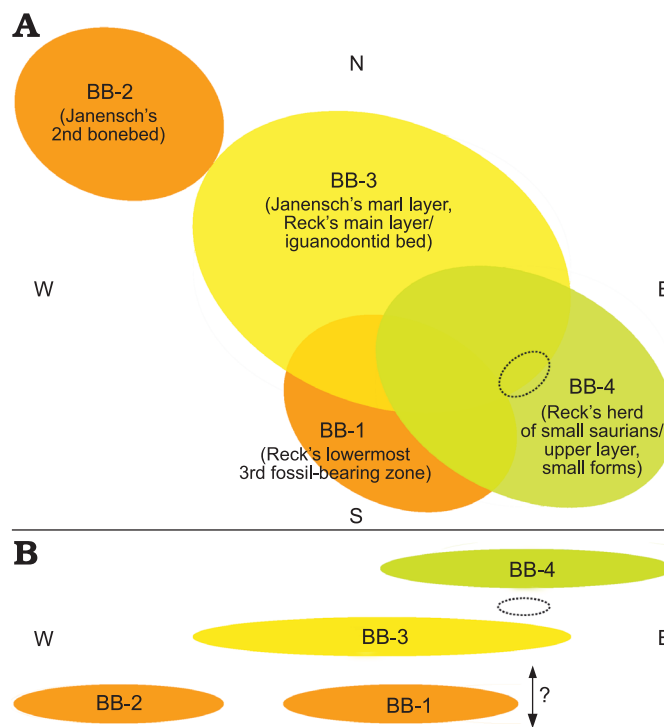 A
N
BB-2
(Janensch's
2nd bonebed)
BB-3
(Janensch's marl layer,
Reck's main layer/
iguanodontid bed)
W
E
BB-4
(Reck's herd
of small saurians/
upper layer,
small forms)
BB-1
(Reck's lowermost
3rd fossil-bearing zone)
S
B
BB-4
W
BB-3
E
?
BB-2
BB-1